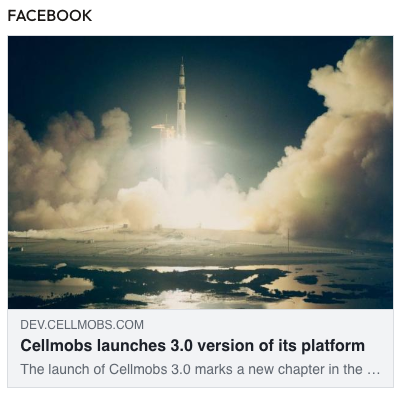 FACEBOOK
DEV.CELLMOBS.COM
Cellmobs launches 3.0 version of its platform
The launch of Cellmobs 3.0 marks a new chapter in the …